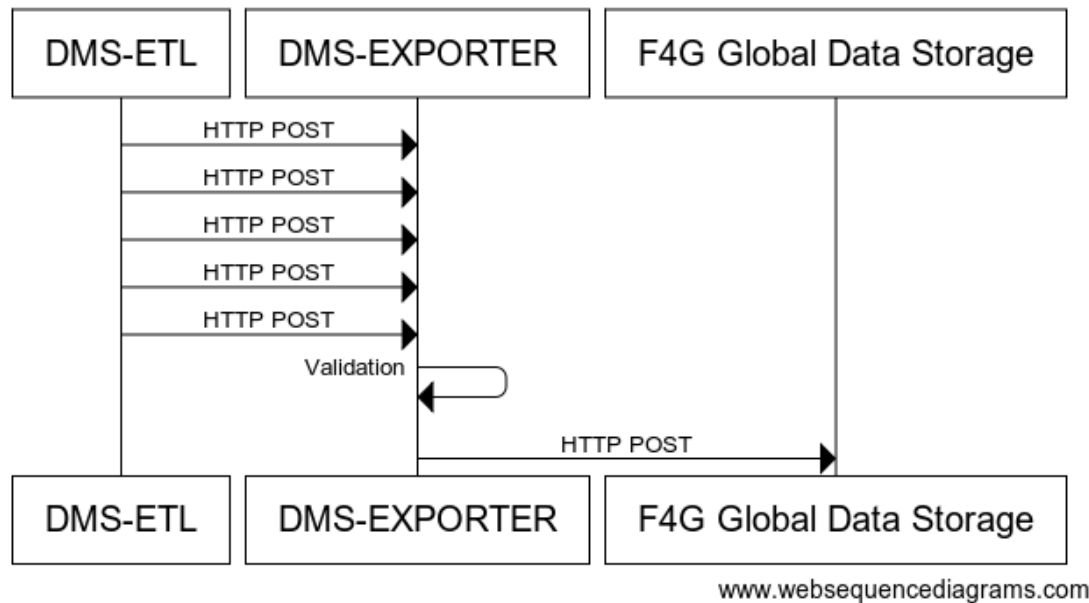 DMS-ETL DMS-EXPORTER F4G Global Data Storage
HTTP POST
HTTP POST
HTTP POST
HTTP POST
HTTP POST
Validation
HTTP POST
DMS-ETL DMS-EXPORTER F4G Global Data Storage
www.websequencediagrams.com